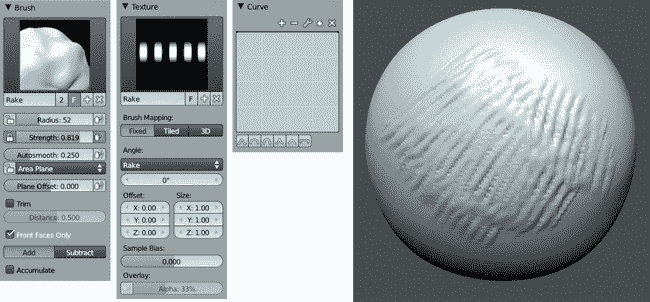 Brush
Rake 2 F
Radius: 52
Strength: 0.819
Autosmooth: 0.250
Area Plane
Plane Offset: 0.000
Trim
Distance: 0.500
Front Faces Only
Add Subtract
Accumulate
Texture
Rake F
Brush Mapping:
Fixed Tiled 3D
Angle:
Rake
0°
Offset: Size:
X: 0.00 X: 1.00
Y: 0.00 Y: 1.00
Z: 0.00 Z: 1.00
Sample Bias:
0.000
Overlay:
Alpha: 33%
Curve